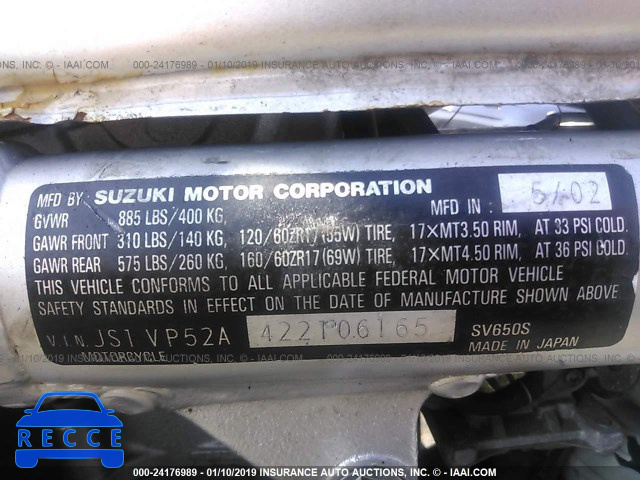 INC. - © - IAAI.COM 000-24176989 - 01/10/2019 INSURANCE AUTO AUCTIONS, INC. - © - IAAI.COM
MFD BY SUZUKI MOTOR CORPORATION MFD IN 5/02
GVWR 885 LBS/400 KG,
GAWR FRONT 310 LBS/140 KG, 120/60ZR17(55W) TIRE, 17×MT3.50 RIM, AT 33 PSI COLD.
GAWR REAR 575 LBS/260 KG, 160/60ZR17(69W) TIRE, 17×MT4.50 RIM, AT 36 PSI COLD.
THIS VEHICLE CONFORMS TO ALL APPLICABLE FEDERAL MOTOR VEHICLE
SAFETY STANDARDS IN EFFECT ON THE DATE OF MANUFACTURE SHOWN ABOVE
V.I.N. JS1VP52A 422106165 SV650S
MOTORCYCLE MADE IN JAPAN
RECCE
000-24176989 - 01/10/2019 INSURANCE AUTO AUCTIONS, INC. - © - IAAI.COM